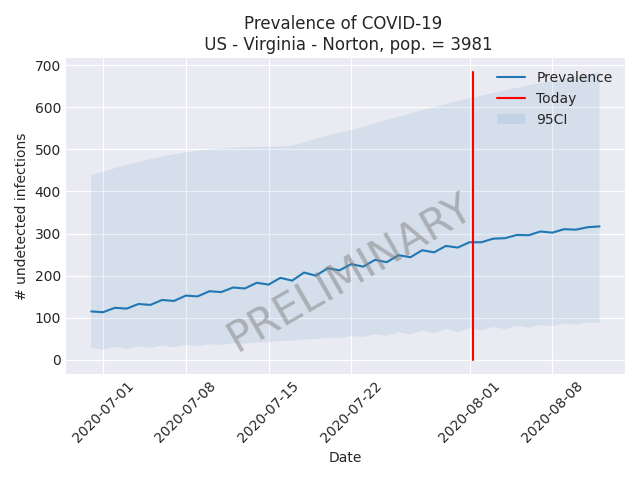 Prevalence of COVID-19
US - Virginia - Norton, pop. = 3981
700
600
500
400
300
200
100
0
# undetected infections
Prevalence
Today
95CI
PRELIMINARY
2020-07-01
2020-07-08
2020-07-15
2020-07-22
2020-08-01
2020-08-08
Date